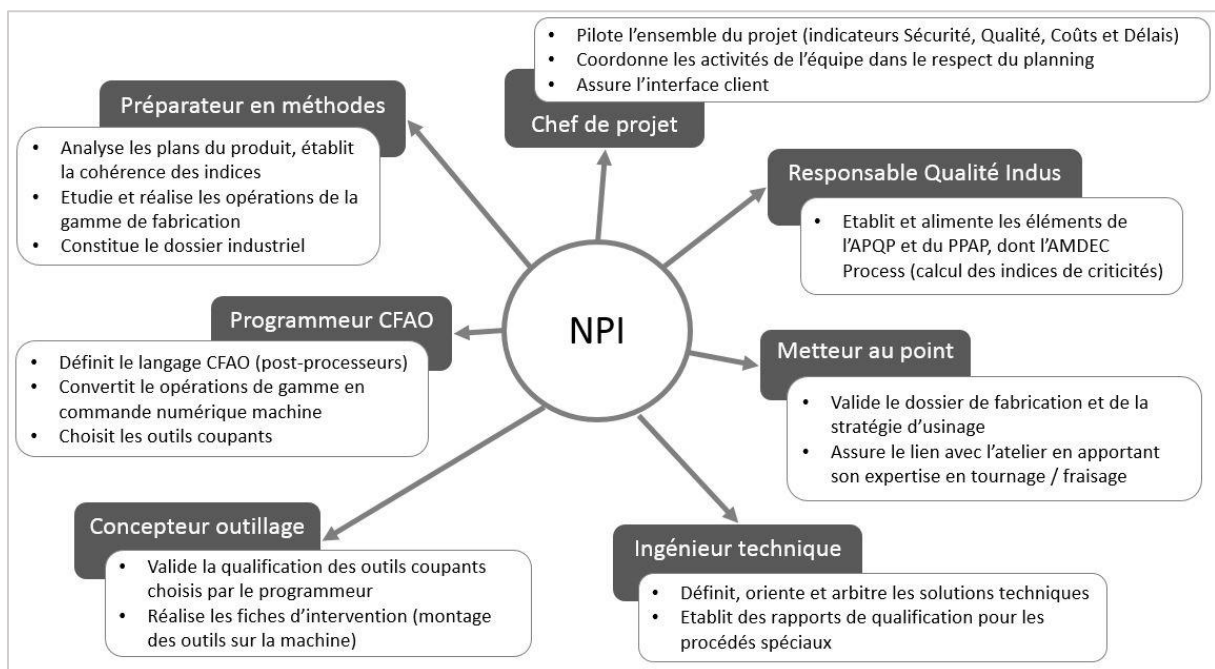 • Pilote l'ensemble du projet (indicateurs Sécurité, Qualité, Coûts et Délais)
• Coordonne les activités de l'équipe dans le respect du planning
• Assure l'interface client
Chef de projet
Préparateur en méthodes
• Analyse les plans du produit, établit
la cohérence des indices
• Etudie et réalise les opérations de la
gamme de fabrication
• Constitue le dossier industriel
Responsable Qualité Indus
• Etablit et alimente les éléments de
l'APQP et du PPAP, dont l'AMDEC
Process (calcul des indices de criticités)
NPI
Programmeur CFAO
• Définit le langage CFAO (post-processeurs)
• Convertit le opérations de gamme en
commande numérique machine
• Choisit les outils coupants
Metteur au point
• Valide le dossier de fabrication et de la
stratégie d'usinage
• Assure le lien avec l'atelier en apportant
son expertise en tournage / fraisage
Concepteur outillage
• Valide la qualification des outils coupants
choisis par le programmeur
• Réalise les fiches d'intervention (montage
des outils sur la machine)
Ingénieur technique
• Définit, oriente et arbitre les solutions techniques
• Etablit des rapports de qualification pour les
procédés spéciaux